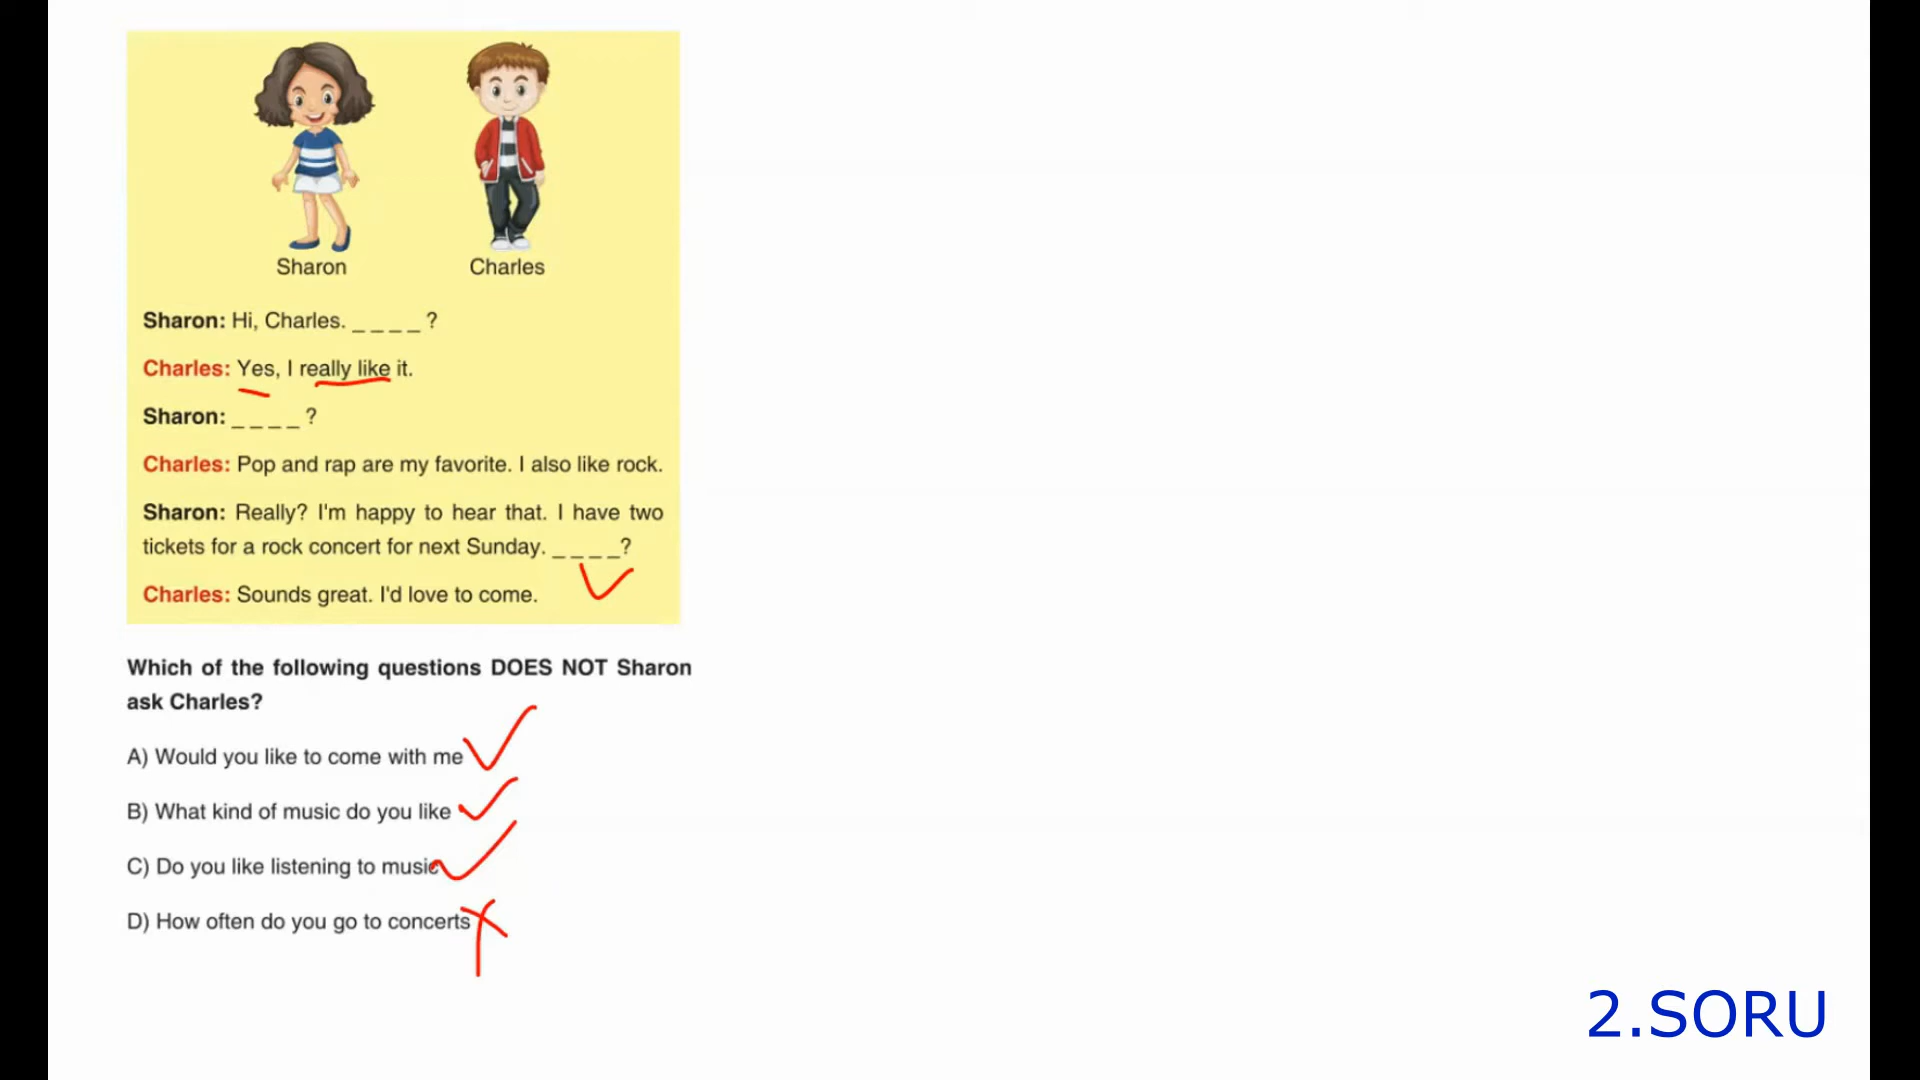 Sharon
Charles
Sharon: Hi, Charles. _ _ _ _ ?
Charles: Yes, I really like it.
Sharon: _ _ _ _ ?
Charles: Pop and rap are my favorite. I also like rock.
Sharon: Really? I'm happy to hear that. I have two
tickets for a rock concert for next Sunday. _ _ _ _?
Charles: Sounds great. I'd love to come.
Which of the following questions DOES NOT Sharon
ask Charles?
A) Would you like to come with me
B) What kind of music do you like
C) Do you like listening to music
D) How often do you go to concerts
2.SORU